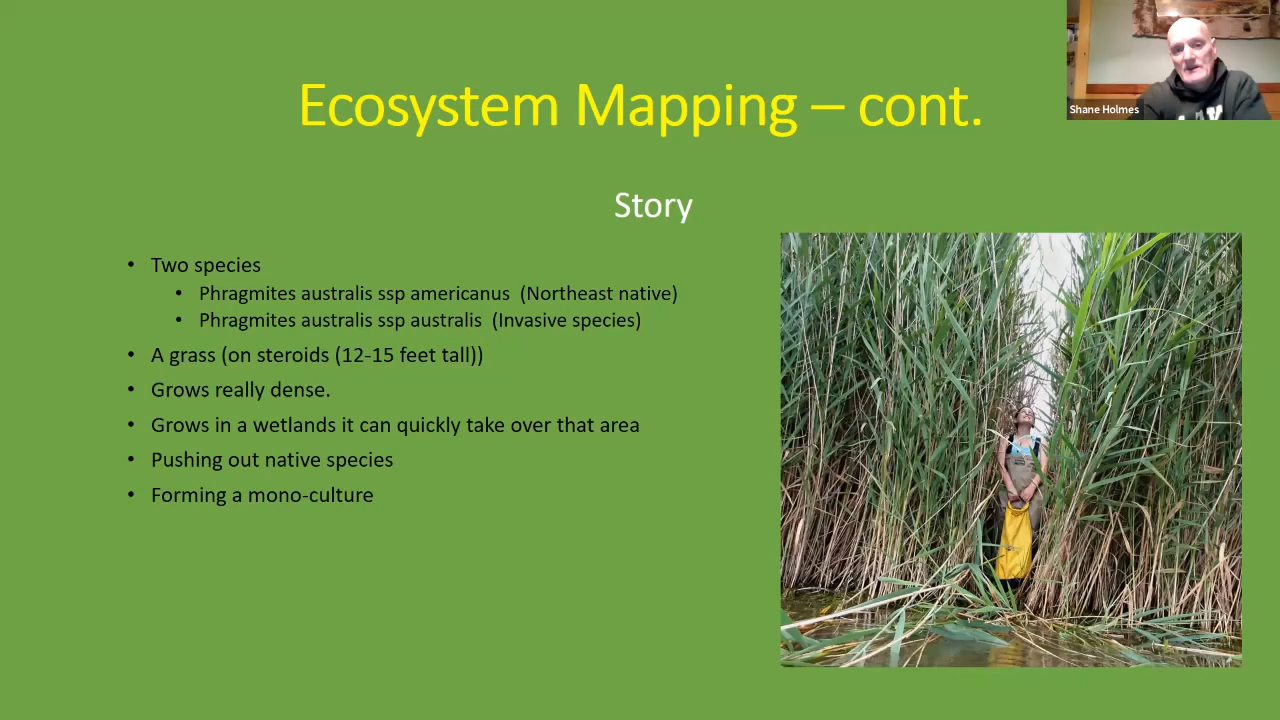 Ecosystem Mapping – cont.
Shane Holmes
Story
• Two species
• Phragmites australis ssp americanus (Northeast native)
• Phragmites australis ssp australis (Invasive species)
• A grass (on steroids (12-15 feet tall))
• Grows really dense.
• Grows in a wetlands it can quickly take over that area
• Pushing out native species
• Forming a mono-culture